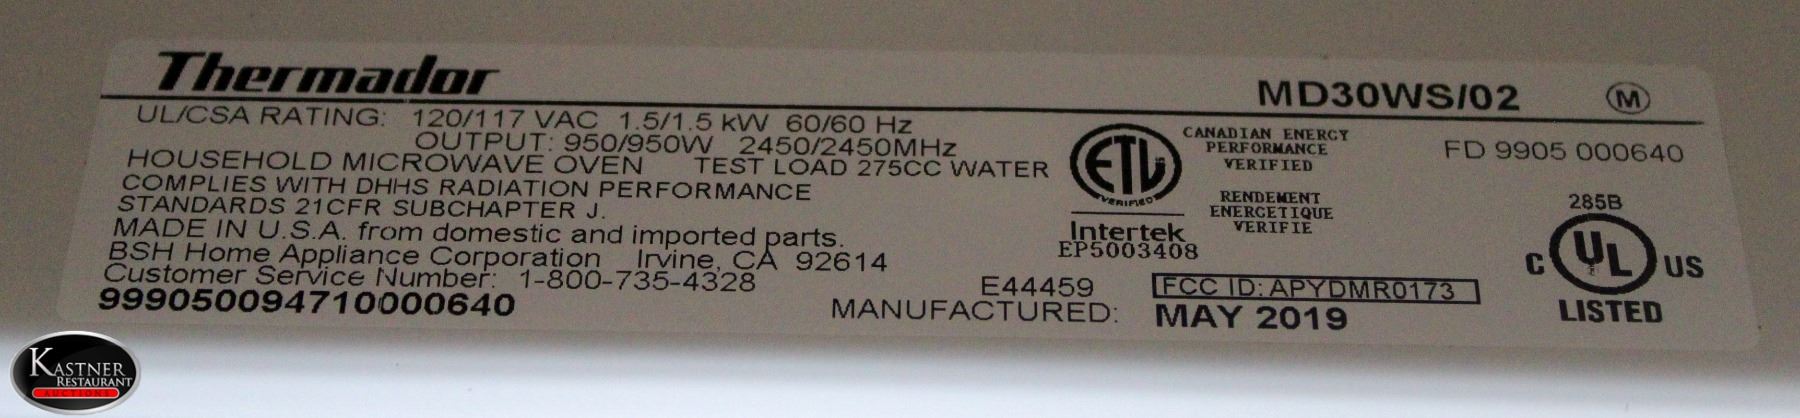 Thermador
MD30WS/02 M
UL/CSA RATING: 120/117 VAC 1.5/1.5 kW 60/60 Hz
OUTPUT: 950/950W 2450/2450MHz
HOUSEHOLD MICROWAVE OVEN TEST LOAD 275CC WATER
COMPLIES WITH DHHS RADIATION PERFORMANCE
STANDARDS 21CFR SUBCHAPTER J.
MADE IN U.S.A. from domestic and imported parts.
BSH Home Appliance Corporation Irvine, CA 92614
Customer Service Number: 1-800-735-4328
999050094710000640
ETL
VERIFIED
Intertek
EP5003408
CANADIAN ENERGY
PERFORMANCE
VERIFIED
RENDEMENT
ENERGETIQUE
VERIFIE
FD 9905 000640
285B
C UL US
LISTED
E44459
FCC ID: APYDMR0173
MANUFACTURED: MAY 2019
KASTNER
RESTAURANT
AUCTIONS